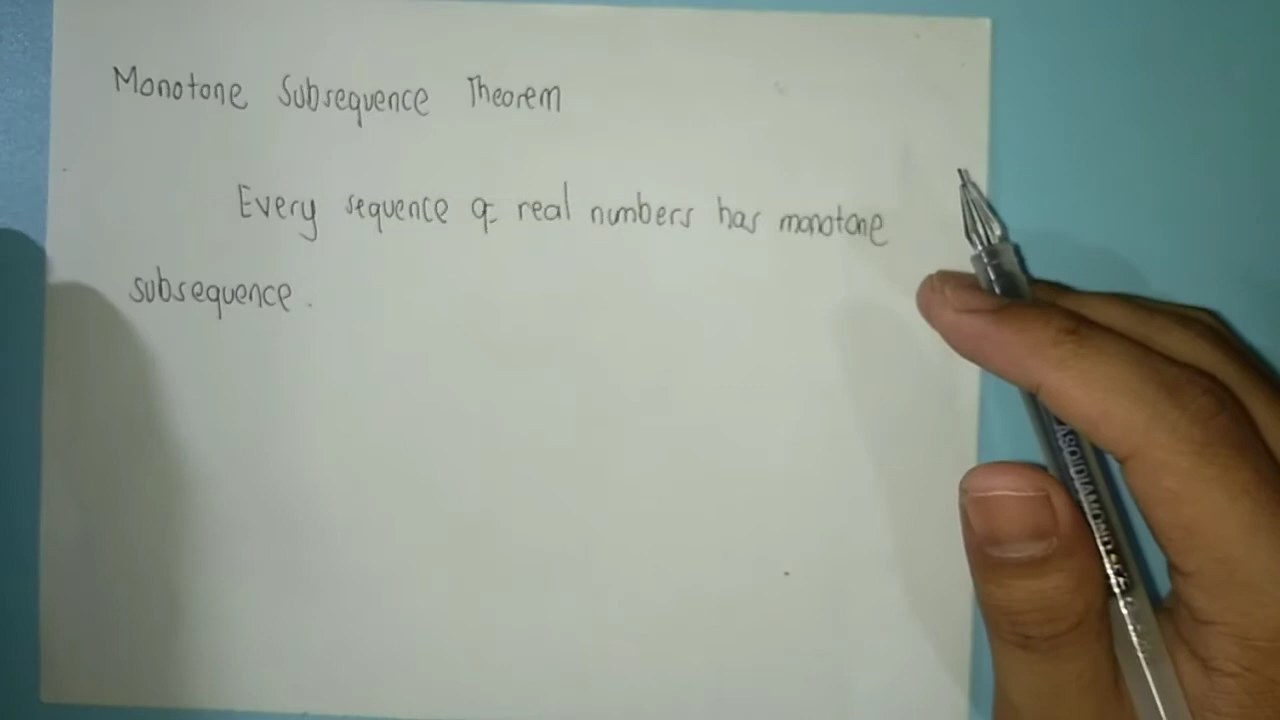 Monotone Subsequence Theorem
Every sequence of real numbers has monotone
subsequence.